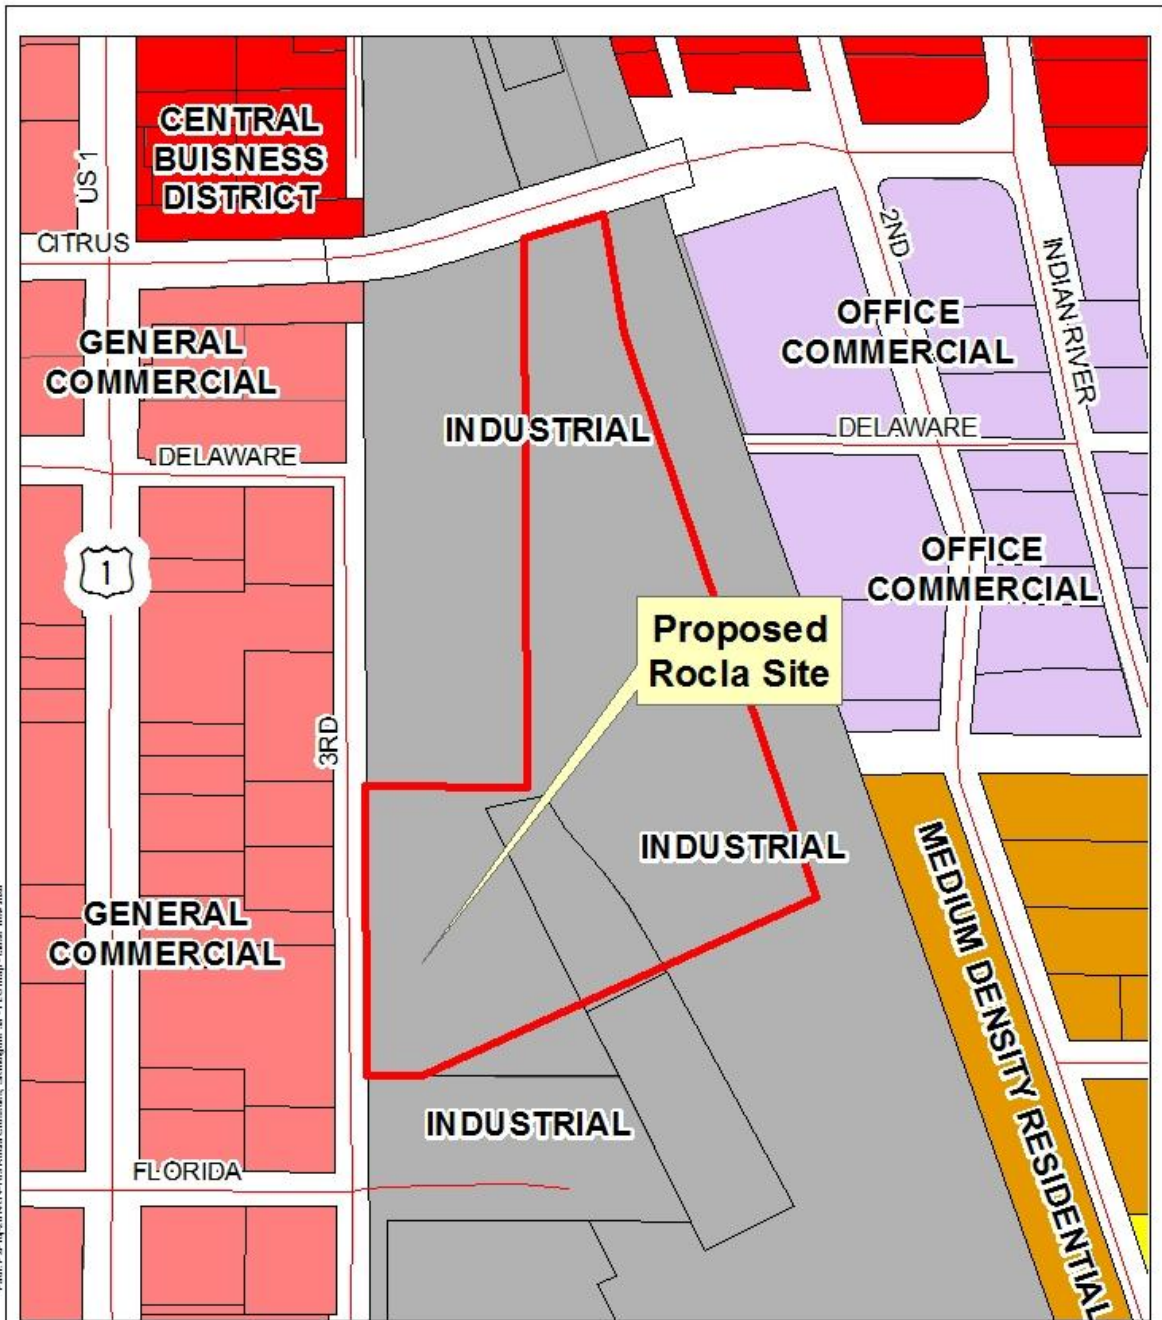 CENTRAL
BUISNESS
DISTRICT
US 1
CITRUS
2ND
INDIAN RIVER
GENERAL
COMMERCIAL
OFFICE
COMMERCIAL
INDUSTRIAL
DELAWARE
DELAWARE
OFFICE
COMMERCIAL
1
Proposed
Rocla Site
3RD
INDUSTRIAL
MEDIUM DENSITY RESIDENTIAL
GENERAL
COMMERCIAL
INDUSTRIAL
FLORIDA